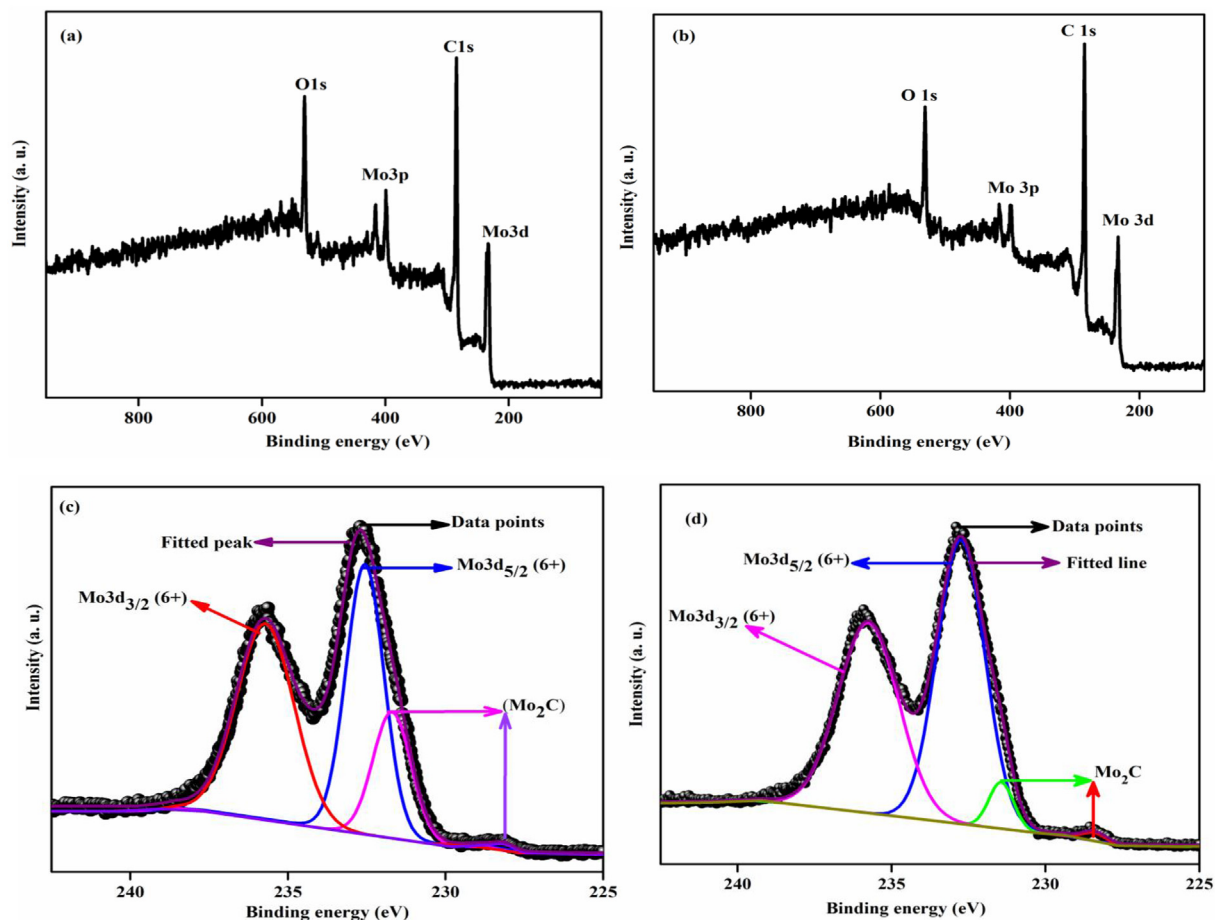 (a)
C1s
O1s
Mo3p
Mo3d
Intensity (a. u.)
800 600 400 200
Binding energy (eV)
(b)
C 1s
O 1s
Mo 3p
Mo 3d
Intensity (a. u.)
800 600 400 200
Binding energy (eV)
(c)
Data points
Fitted peak
Mo3d5/2 (6+)
Mo3d3/2 (6+)
(Mo2C)
Intensity (a. u.)
240 235 230 225
Binding energy (eV)
(d)
Data points
Mo3d5/2 (6+)
Fitted line
Mo3d3/2 (6+)
Mo2C
Intensity (a. u.)
240 235 230 225
Binding energy (eV)